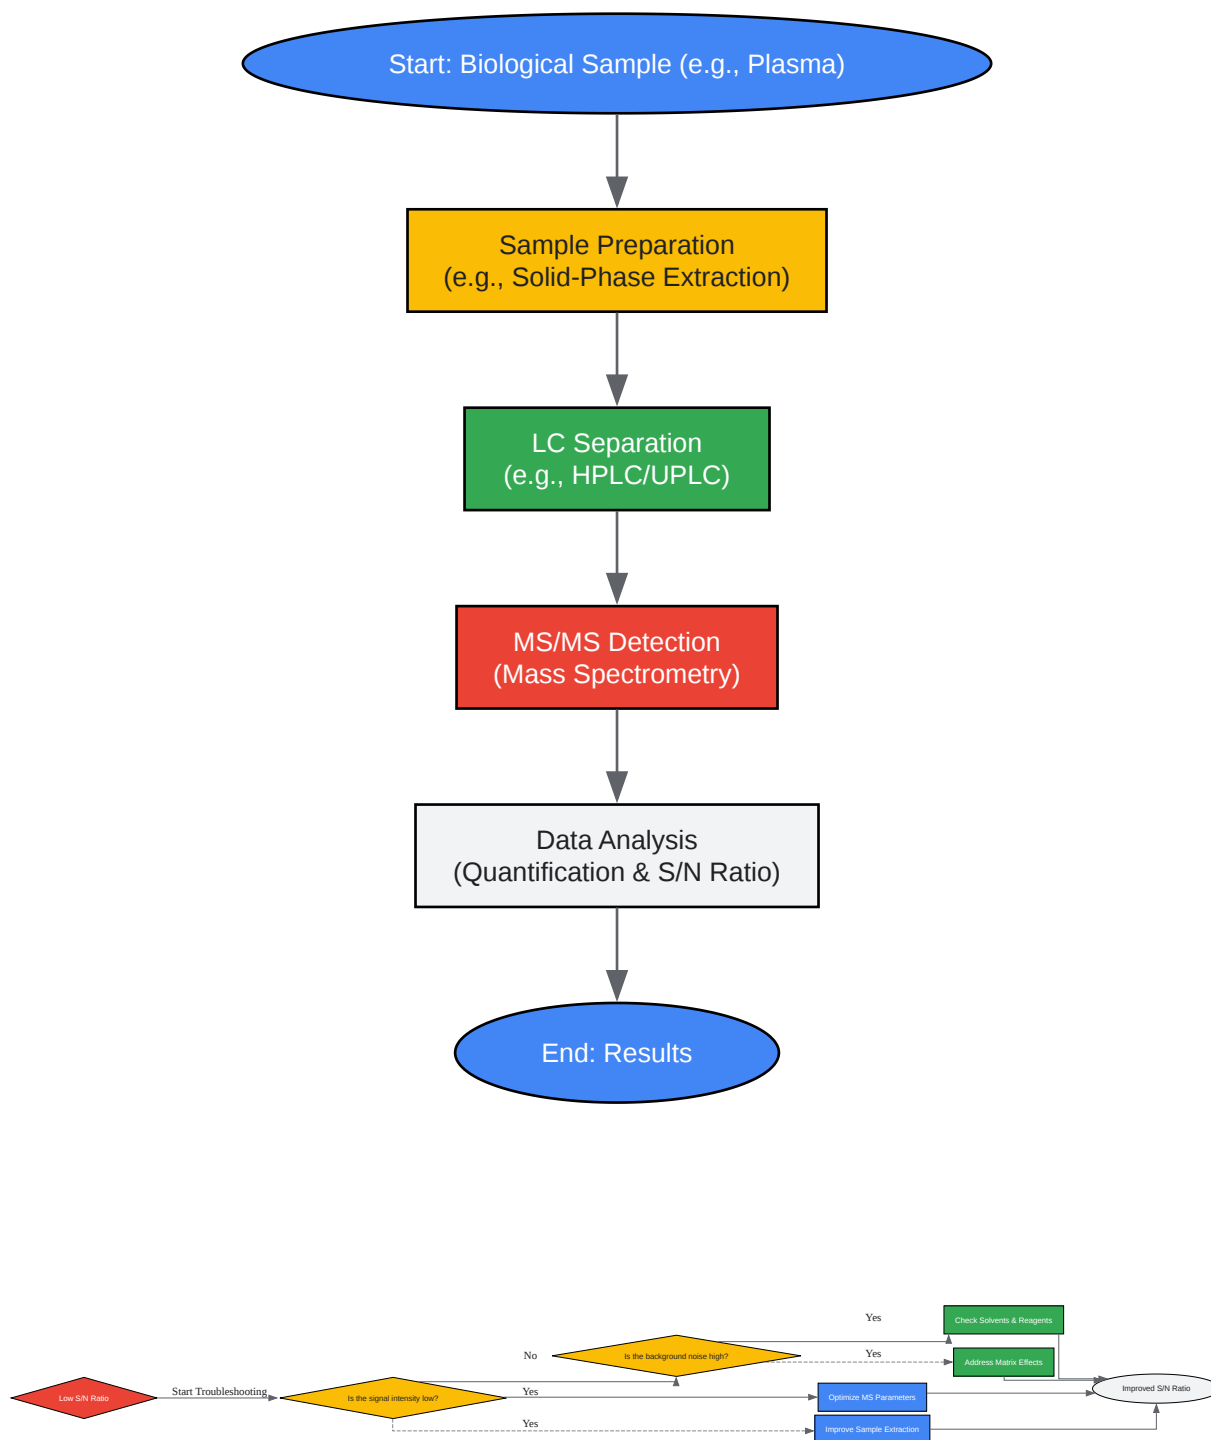 Start: Biological Sample (e.g., Plasma)
Sample Preparation
(e.g., Solid-Phase Extraction)
LC Separation
(e.g., HPLC/UPLC)
MS/MS Detection
(Mass Spectrometry)
Data Analysis
(Quantification & S/N Ratio)
End: Results
Low S/N Ratio
Start Troubleshooting
Is the signal intensity low?
No
Is the background noise high?
Yes
Check Solvents & Reagents
Yes
Address Matrix Effects
Yes
Optimize MS Parameters
Yes
Improve Sample Extraction
Improved S/N Ratio